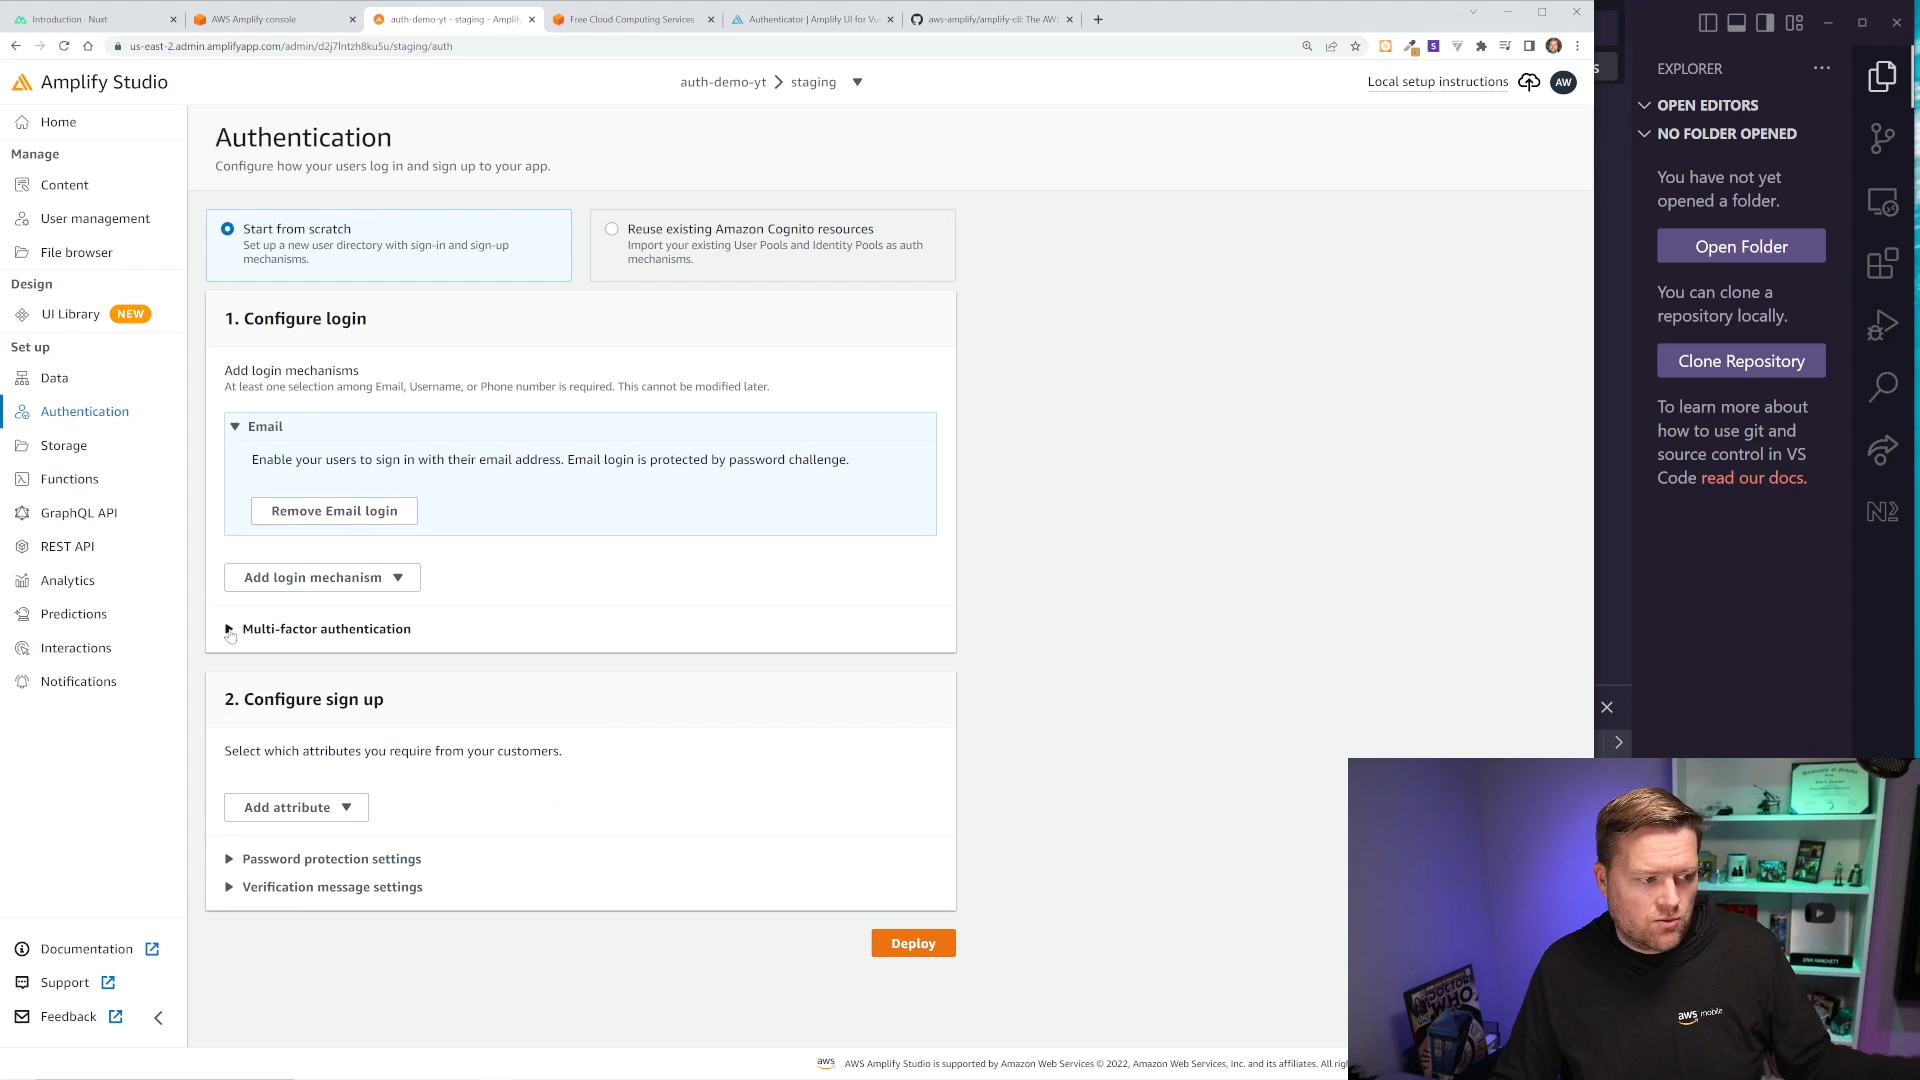 Introduction · Nuxt
AWS Amplify console
auth-demo-yt - staging - Amplif
Free Cloud Computing Services -
Authenticator | Amplify UI for Vu
aws-amplify/amplify-cli: The AW
us-east-2.admin.amplifyapp.com/admin/d2j7lntzh8ku5u/staging/auth
Amplify Studio
auth-demo-yt
staging
Local setup instructions
AW
Home
Manage
Content
User management
File browser
Design
UI Library
NEW
Set up
Data
Authentication
Storage
Functions
GraphQL API
REST API
Analytics
Predictions
Interactions
Notifications
Documentation
Support
Feedback
Authentication
Configure how your users log in and sign up to your app.
Start from scratch
Set up a new user directory with sign-in and sign-up
mechanisms.
Reuse existing Amazon Cognito resources
Import your existing User Pools and Identity Pools as auth
mechanisms.
1. Configure login
Add login mechanisms
At least one selection among Email, Username, or Phone number is required. This cannot be modified later.
Email
Enable your users to sign in with their email address. Email login is protected by password challenge.
Remove Email login
Add login mechanism
Multi-factor authentication
2. Configure sign up
Select which attributes you require from your customers.
Add attribute
Password protection settings
Verification message settings
Deploy
aws
AWS Amplify Studio is supported by Amazon Web Services © 2022, Amazon Web Services, Inc. and its affiliates. All rig
s
EXPLORER
OPEN EDITORS
NO FOLDER OPENED
You have not yet
opened a folder.
Open Folder
You can clone a
repository locally.
Clone Repository
To learn more about
how to use git and
source control in VS
Code read our docs.
ERIK HANCHETT
DOCTOR
WHO
aws mobile